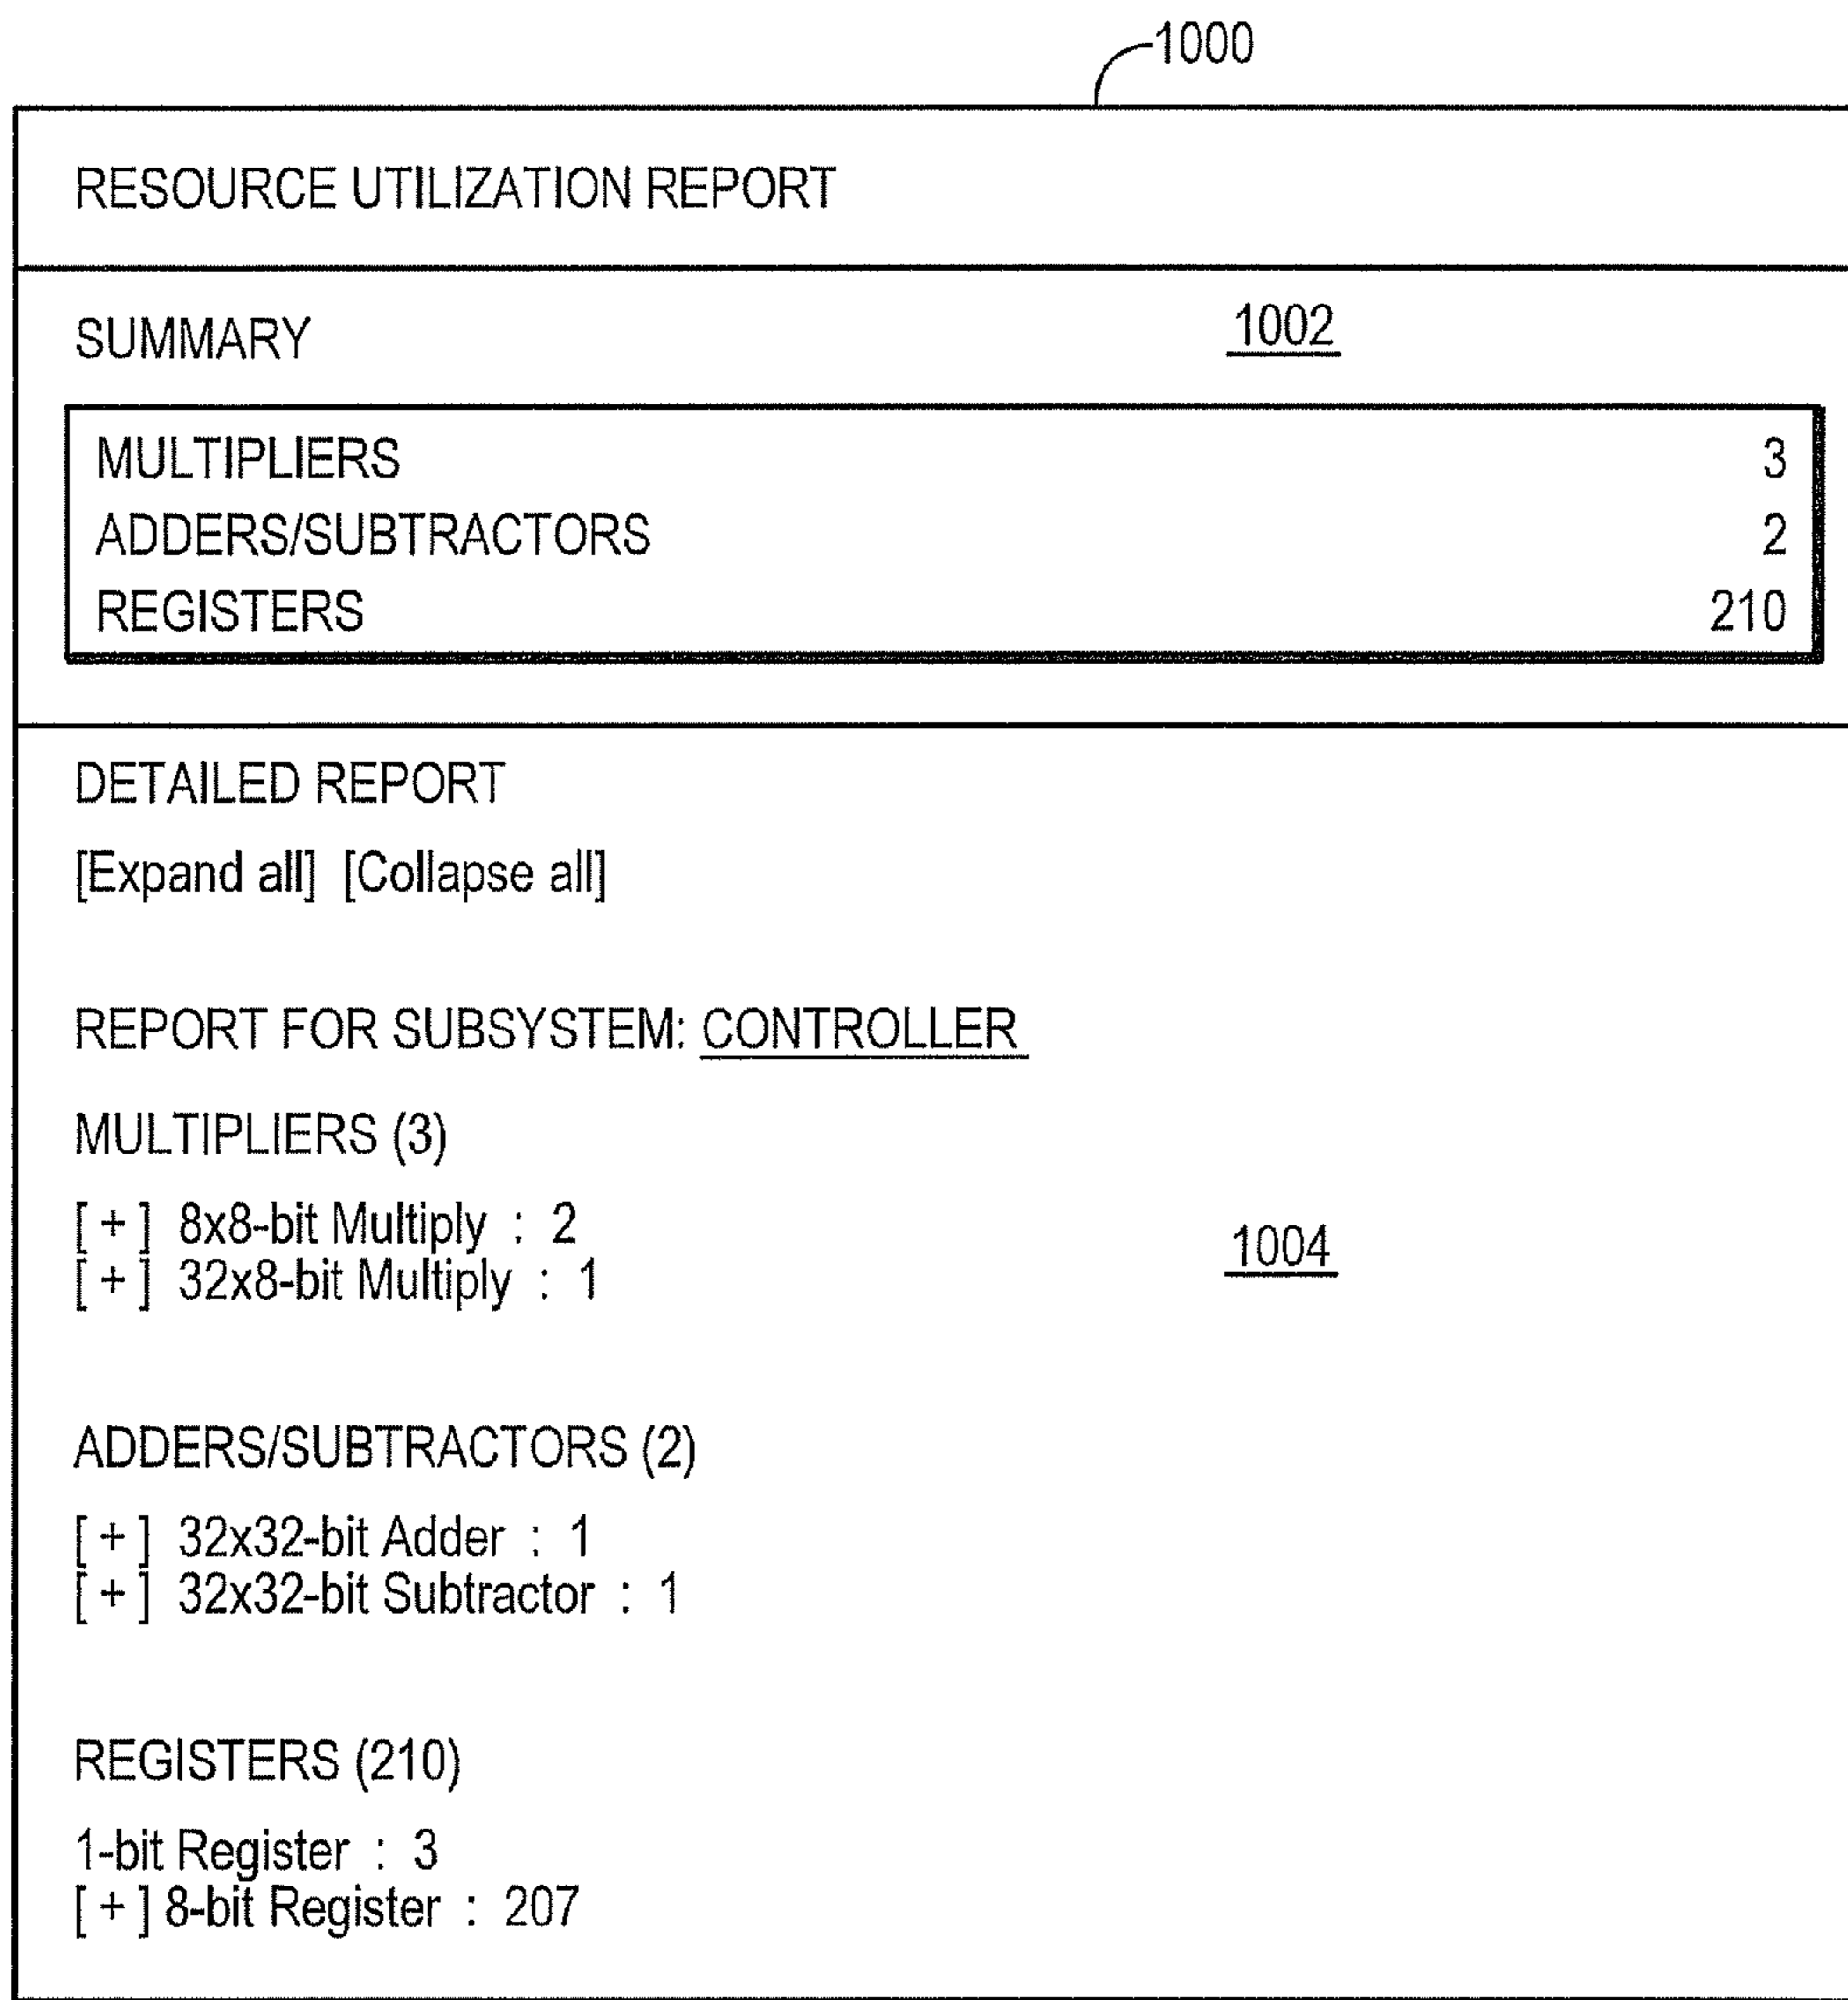 1000
RESOURCE UTILIZATION REPORT
SUMMARY 1002
MULTIPLIERS 3
ADDERS/SUBTRACTORS 2
REGISTERS 210
DETAILED REPORT
[Expand all] [Collapse all]
REPORT FOR SUBSYSTEM: CONTROLLER
MULTIPLIERS (3)
[ + ] 8x8-bit Multiply : 2
1004
[ + ] 32x8-bit Multiply : 1
ADDERS/SUBTRACTORS (2)
[ + ] 32x32-bit Adder : 1
[ + ] 32x32-bit Subtractor : 1
REGISTERS (210)
1-bit Register : 3
[ + ] 8-bit Register : 207